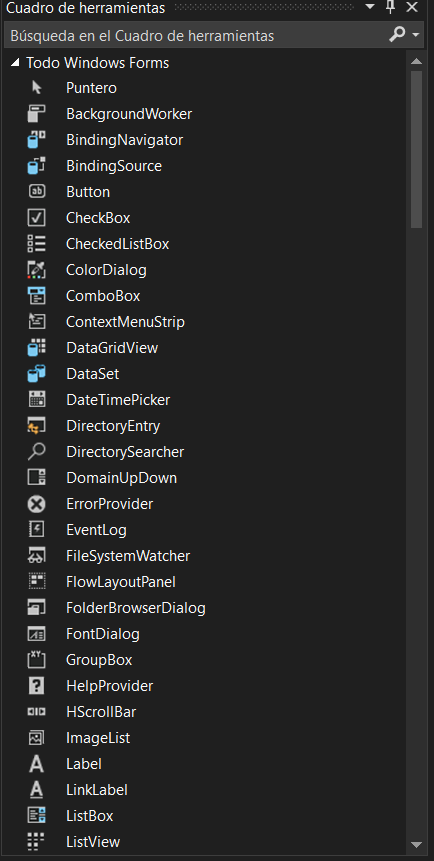 Cuadro de herramientas
Búsqueda en el Cuadro de herramientas
Todo Windows Forms
Puntero
BackgroundWorker
BindingNavigator
BindingSource
ab
Button
CheckBox
CheckedListBox
ColorDialog
ComboBox
ContextMenuStrip
DataGridView
DataSet
DateTimePicker
DirectoryEntry
DirectorySearcher
DomainUpDown
ErrorProvider
EventLog
FileSystemWatcher
FlowLayoutPanel
FolderBrowserDialog
FontDialog
XY
GroupBox
?
HelpProvider
HScrollBar
ImageList
A Label
A LinkLabel
ListBox
ListView